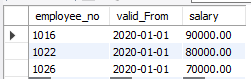 employee_no valid_From salary
1016 2020-01-01 90000.00
1022 2020-01-01 80000.00
1026 2020-01-01 70000.00